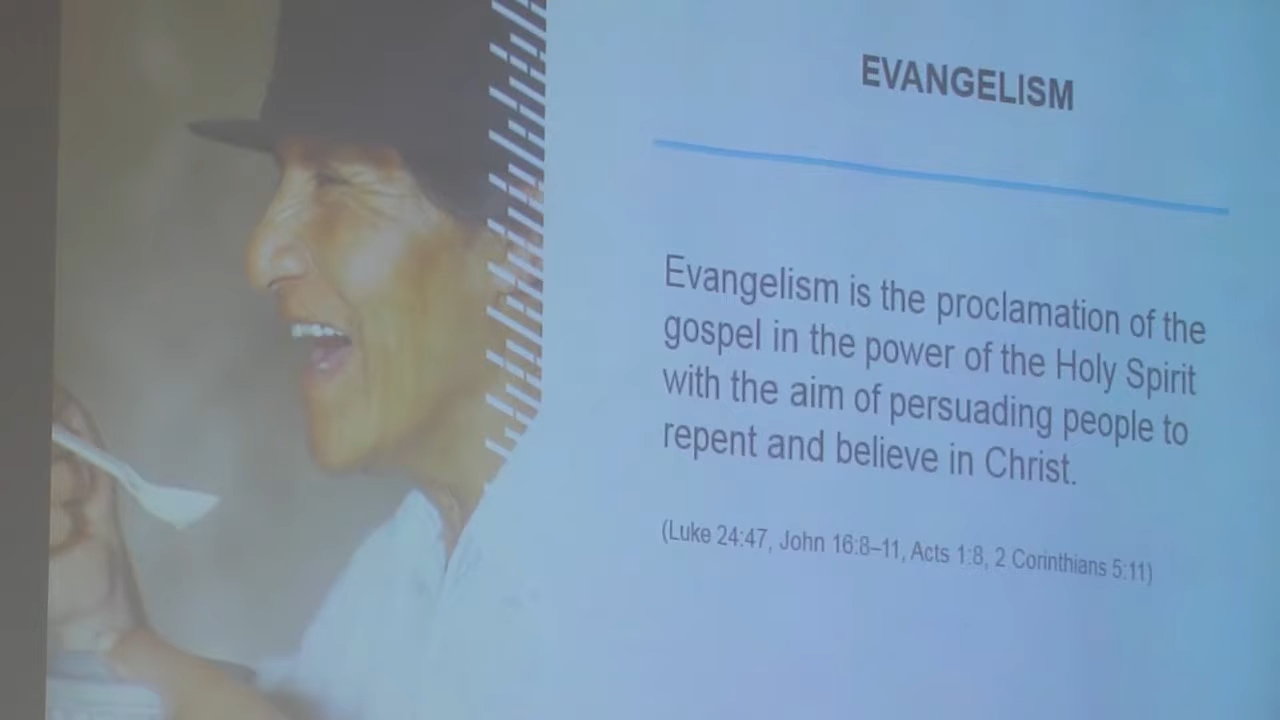 EVANGELISM
Evangelism is the proclamation of the
gospel in the power of the Holy Spirit
with the aim of persuading people to
repent and believe in Christ.
(Luke 24:47, John 16:8–11, Acts 1:8, 2 Corinthians 5:11)